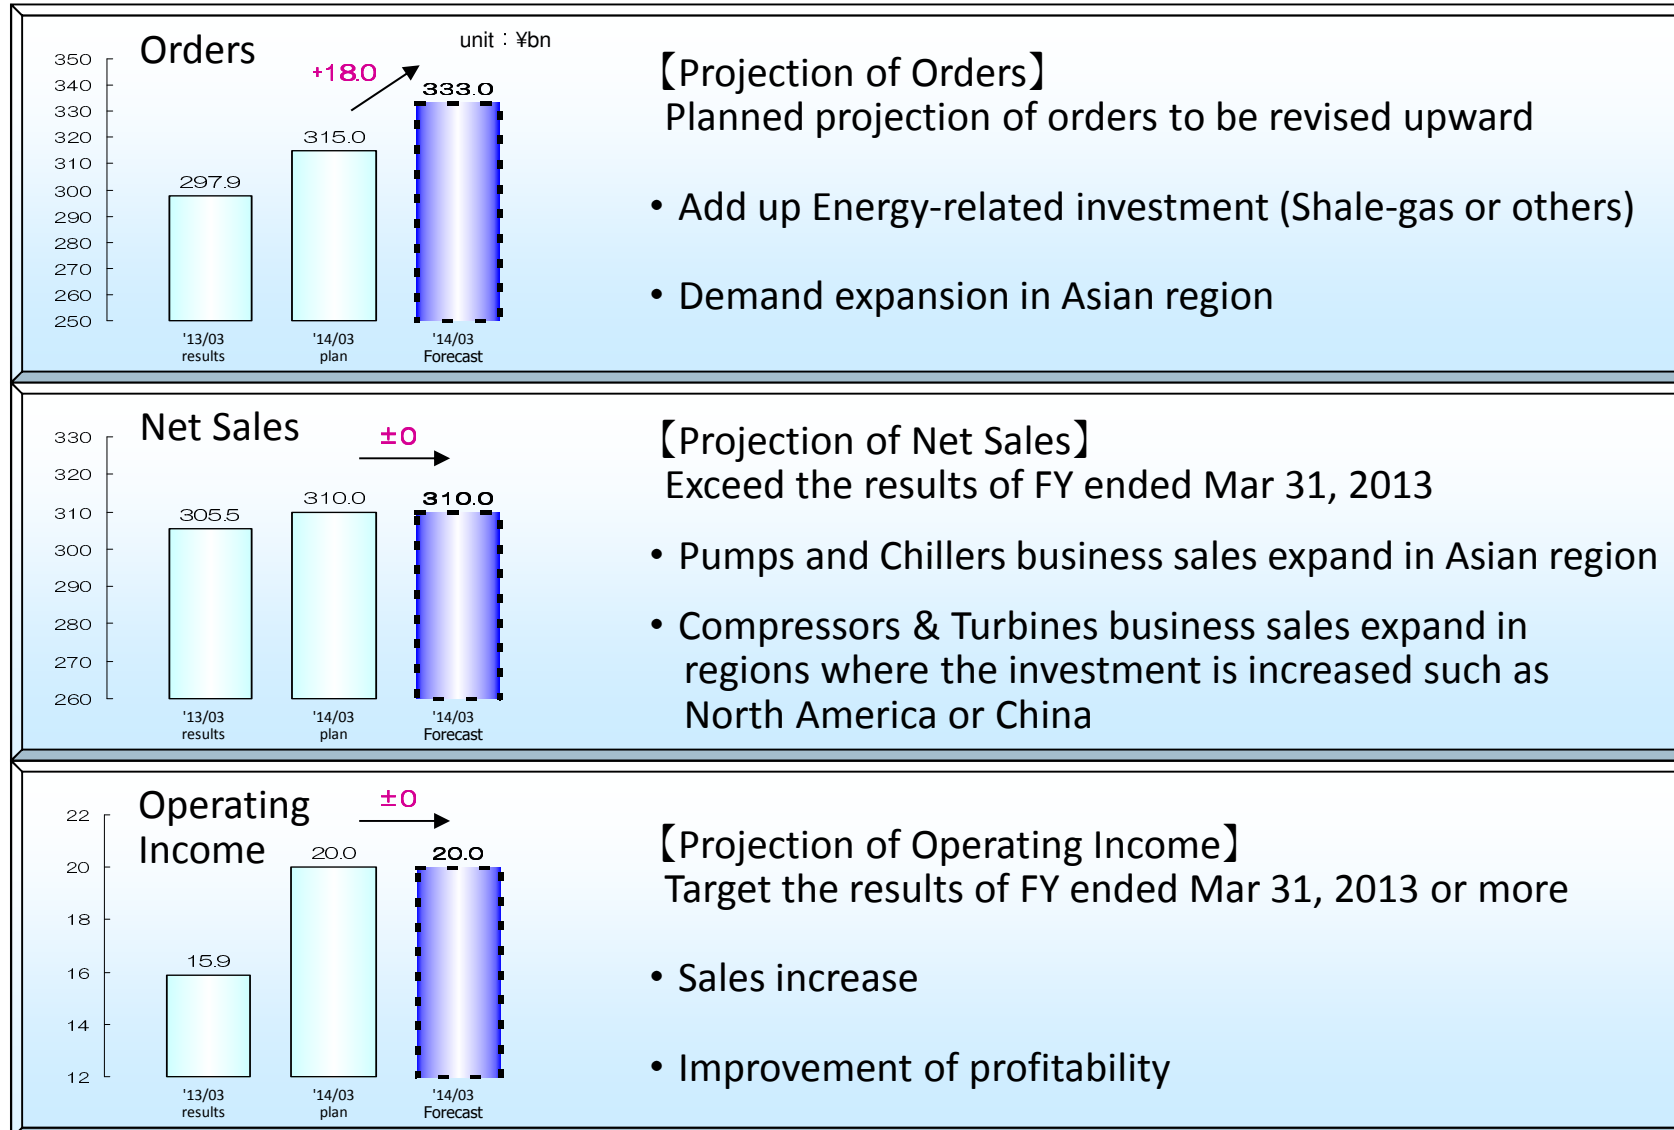 Orders
unit：¥bn
350
340
330
320
310
300
290
280
270
260
250
+18.0
297.9
315.0
333.0
'13/03
results
'14/03
plan
'14/03
Forecast
【Projection of Orders】
Planned projection of orders to be revised upward
• Add up Energy-related investment (Shale-gas or others)
• Demand expansion in Asian region
Net Sales
330
320
310
300
290
280
270
260
±0
305.5
310.0
310.0
'13/03
results
'14/03
plan
'14/03
Forecast
【Projection of Net Sales】
Exceed the results of FY ended Mar 31, 2013
• Pumps and Chillers business sales expand in Asian region
• Compressors & Turbines business sales expand in
regions where the investment is increased such as
North America or China
Operating
Income
22
20
18
16
14
12
±0
15.9
20.0
20.0
'13/03
results
'14/03
plan
'14/03
Forecast
【Projection of Operating Income】
Target the results of FY ended Mar 31, 2013 or more
• Sales increase
• Improvement of profitability